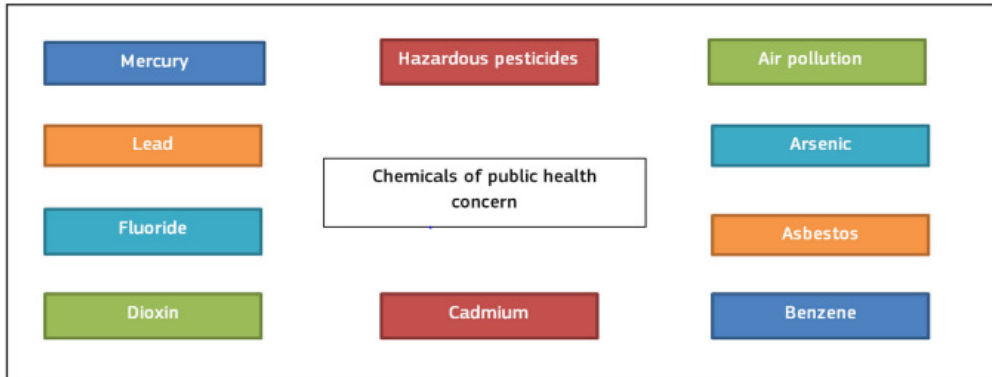 Mercury
Hazardous pesticides
Air pollution
Lead
Arsenic
Chemicals of public health
concern
Fluoride
Asbestos
Dioxin
Cadmium
Benzene